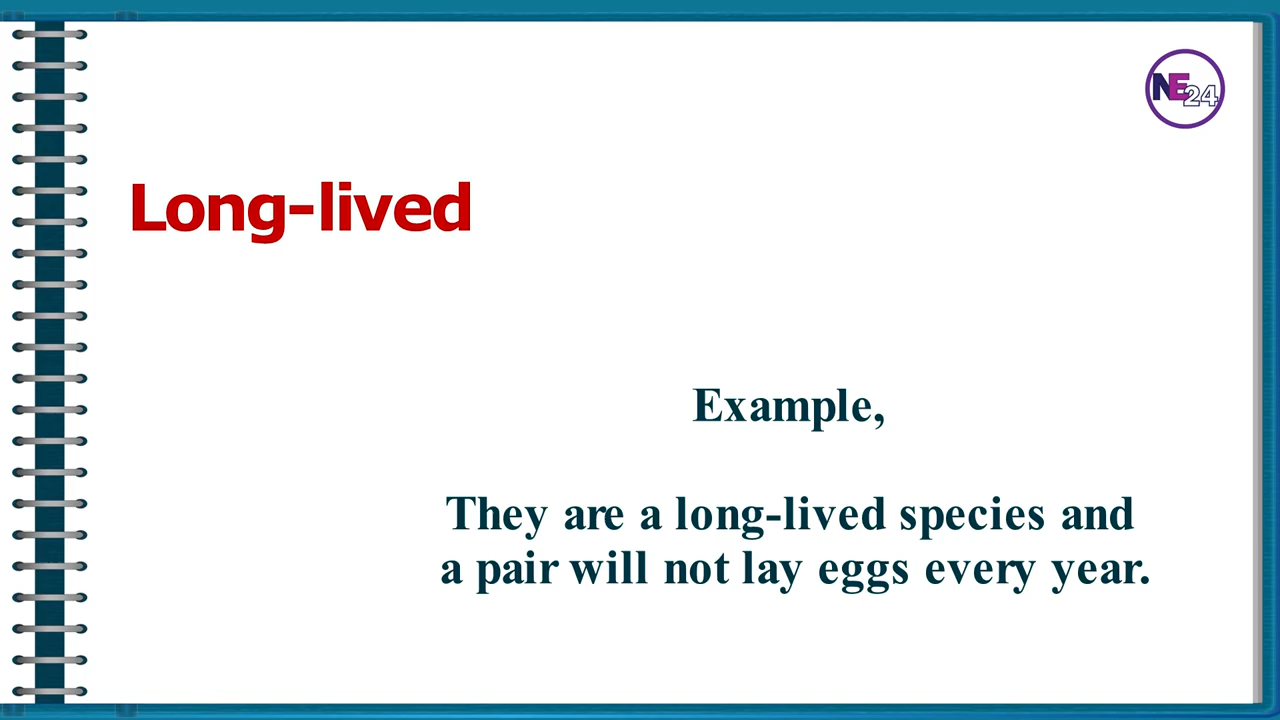 NE24
Long-lived
Example,
They are a long-lived species and
a pair will not lay eggs every year.